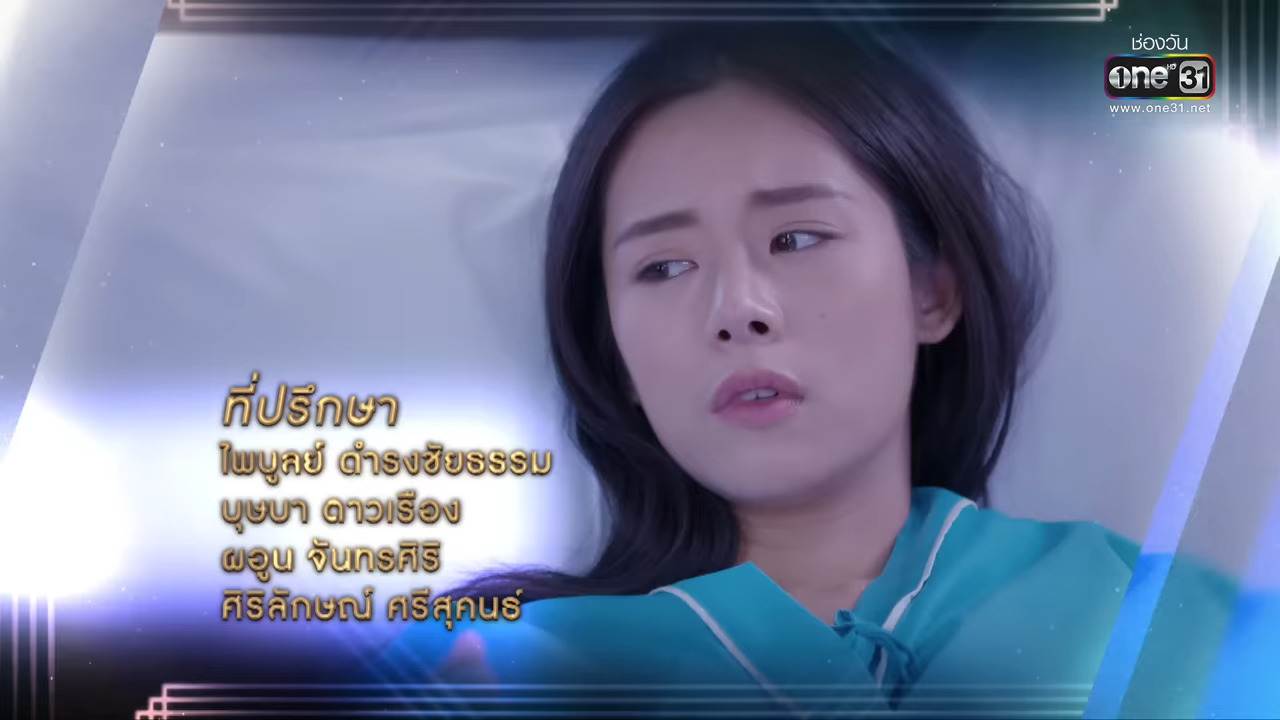 ช่องวัน
one HD 31
www.one31.net
ที่ปรึกษา
ไพบูลย์ ดำรงชัยธรรม
บุษบา ดาวเรือง
ผอูน จันทรศิริ
ศิริลักษณ์ ศรีสุคนธ์